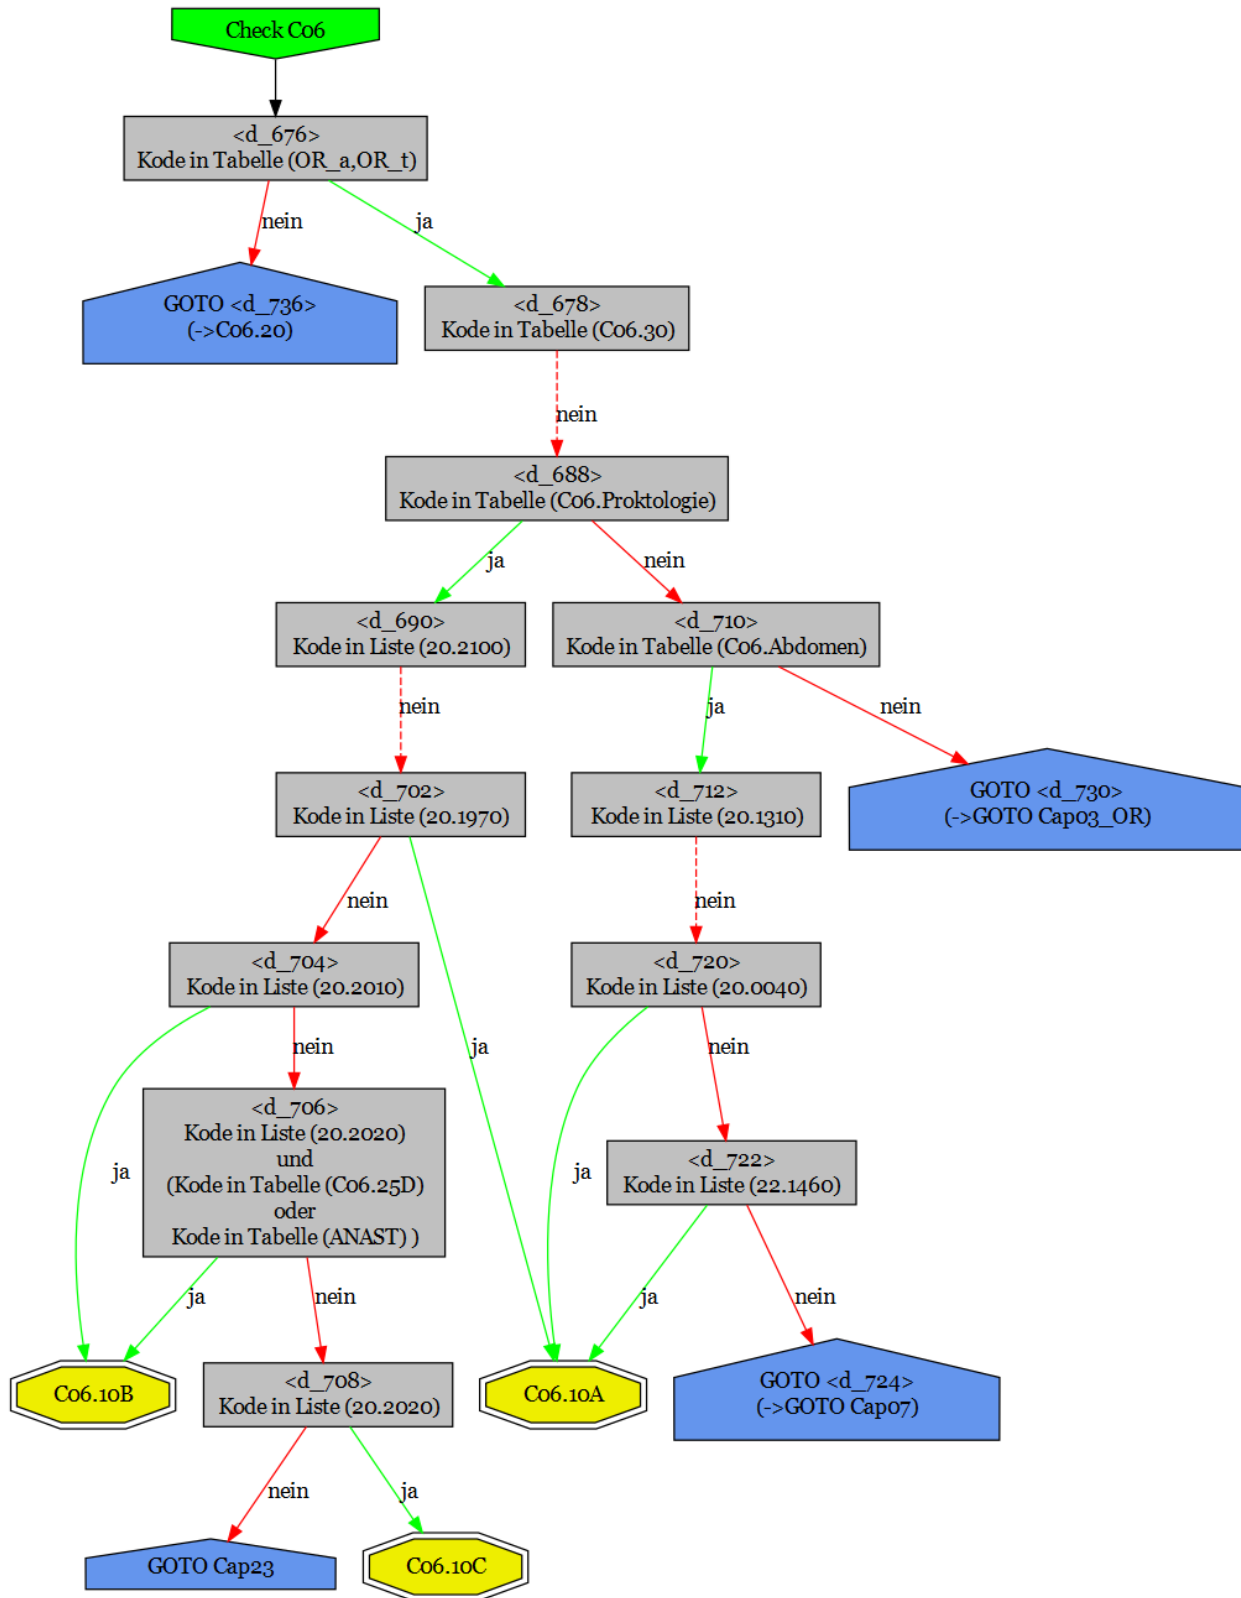 Check C06
<d_676>
Kode in Tabelle (OR_a,OR_t)
nein
ja
GOTO <d_736>
(->C06.20)
<d_678>
Kode in Tabelle (C06.30)
nein
<d_688>
Kode in Tabelle (C06.Proktologie)
ja
nein
<d_690>
Kode in Liste (20.2100)
<d_710>
Kode in Tabelle (C06.Abdomen)
nein
ja
nein
<d_702>
Kode in Liste (20.1970)
<d_712>
Kode in Liste (20.1310)
GOTO <d_730>
(->GOTO Cap03_OR)
nein
nein
<d_704>
Kode in Liste (20.2010)
<d_720>
Kode in Liste (20.0040)
nein
ja
nein
<d_706>
Kode in Liste (20.2020)
und
(Kode in Tabelle (C06.25D)
oder
Kode in Tabelle (ANAST) )
ja
ja
<d_722>
Kode in Liste (22.1460)
ja
nein
ja
nein
C06.10B
<d_708>
Kode in Liste (20.2020)
C06.10A
GOTO <d_724>
(->GOTO Cap07)
nein
ja
GOTO Cap23
C06.10C